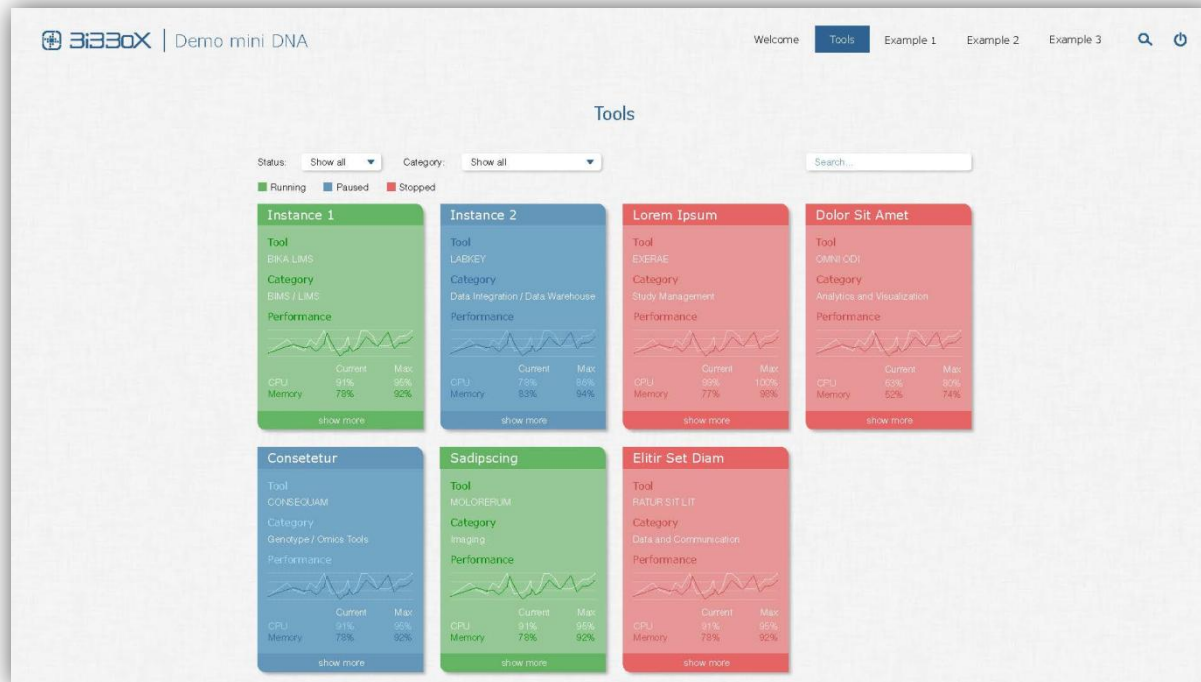 BiBBoX | Demo mini DNA
Welcome Tools Example 1 Example 2 Example 3
Tools
Status: Show all Category: Show all Search...
Running Paused Stopped
Instance 1
Tool
BIKA LIMS
Category
BIMS / LIMS
Performance
Current Max
CPU 91% 95%
Memory 78% 92%
show more
Instance 2
Tool
LABKEY
Category
Data Integration / Data Warehouse
Performance
Current Max
CPU 78% 86%
Memory 83% 94%
show more
Lorem Ipsum
Tool
EXERAE
Category
Study Management
Performance
Current Max
CPU 99% 100%
Memory 77% 98%
show more
Dolor Sit Amet
Tool
OMNI ODI
Category
Analytics and Visualization
Performance
Current Max
CPU 63% 80%
Memory 52% 74%
show more
Consetetur
Tool
CONSEQUAM
Category
Genotype / Omics Tools
Performance
Current Max
CPU 91% 95%
Memory 78% 92%
show more
Sadipscing
Tool
MOLORERUM
Category
Imaging
Performance
Current Max
CPU 91% 95%
Memory 78% 92%
show more
Elitir Set Diam
Tool
RATUR SIT LIT
Category
Data and Communication
Performance
Current Max
CPU 91% 95%
Memory 78% 92%
show more